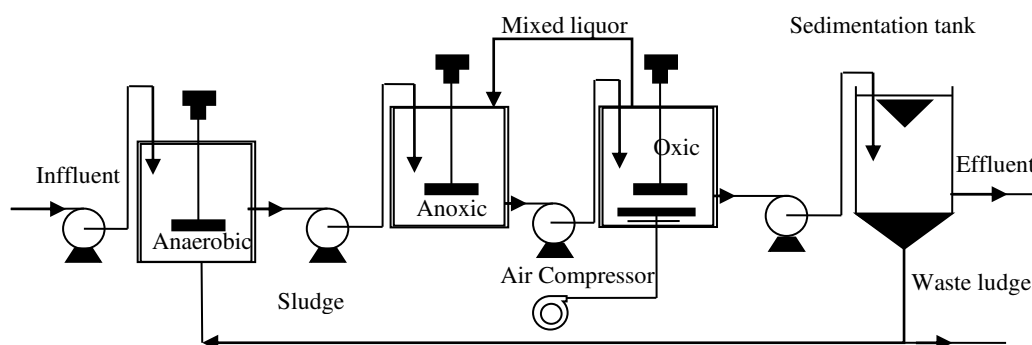 Mixed liquor
Sedimentation tank
Oxic
Inffluent
Effluent
Anoxic
Anaerobic
Air Compressor
Waste ludge
Sludge